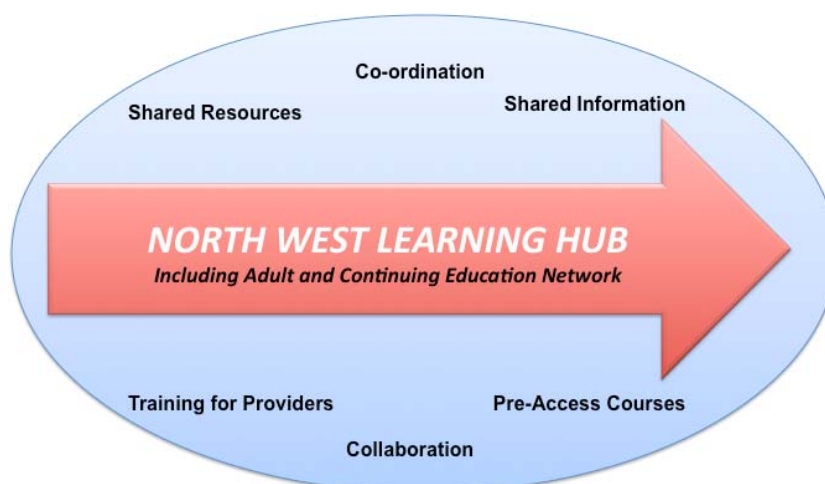 Co-ordination
Shared Resources
Shared Information
NORTH WEST LEARNING HUB
Including Adult and Continuing Education Network
Training for Providers
Pre-Access Courses
Collaboration